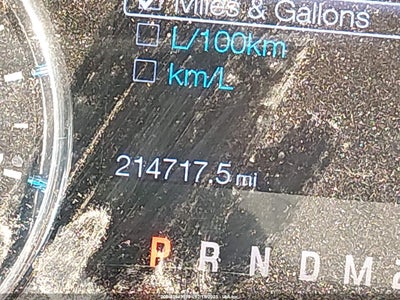 Miles & Gallons
L/100km
km/L
214717.5 mi
P R N D M